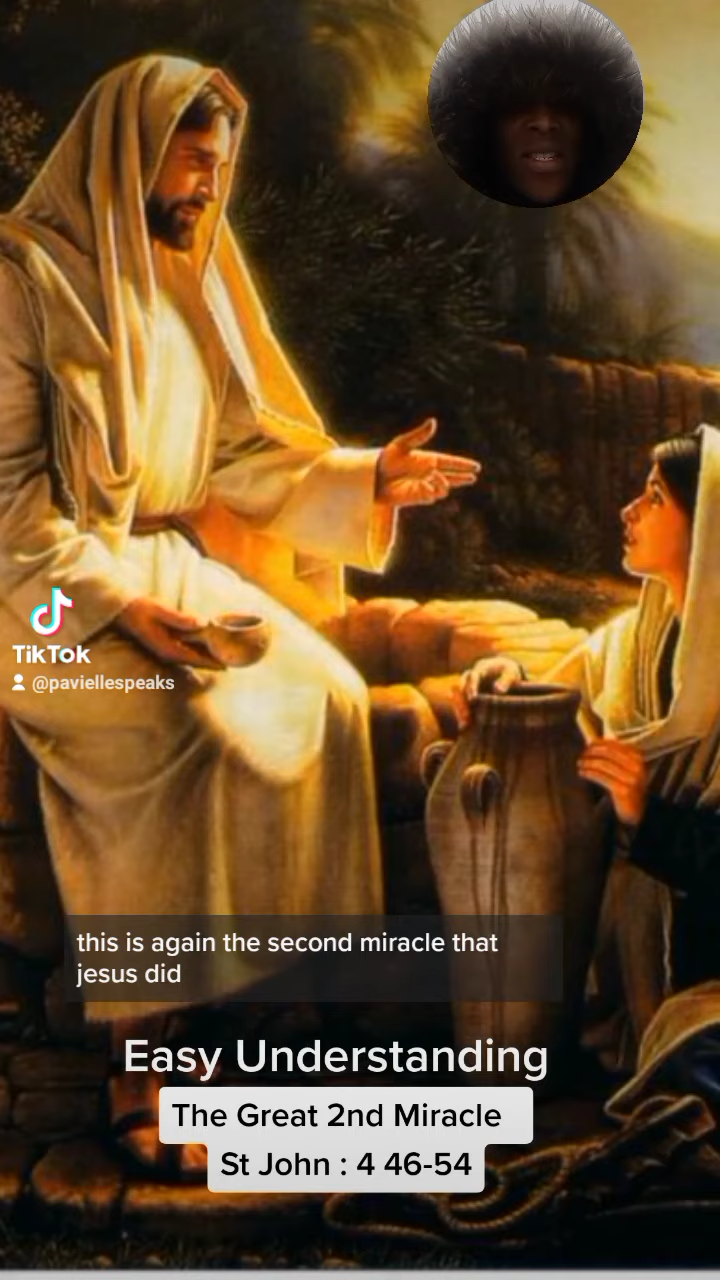 TikTok
@paviellespeaks
this is again the second miracle that
jesus did
Easy Understanding
The Great 2nd Miracle
St John : 4 46-54